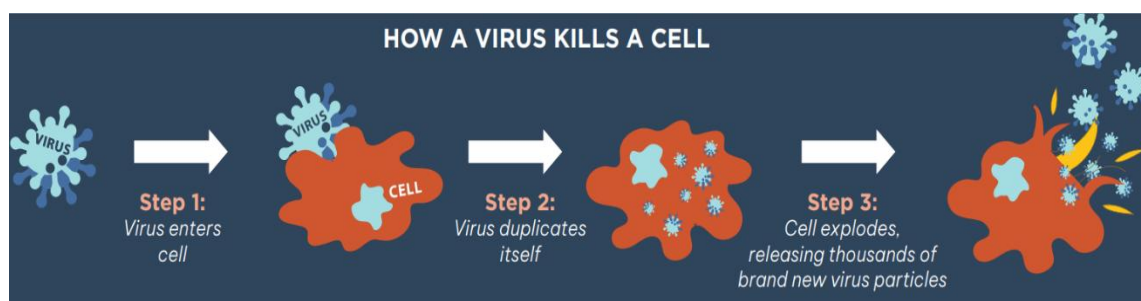 HOW A VIRUS KILLS A CELL
VIRUS
Step 1:
Virus enters
cell
VIRUS
CELL
Step 2:
Virus duplicates
itself
Step 3:
Cell explodes,
releasing thousands of
brand new virus particles